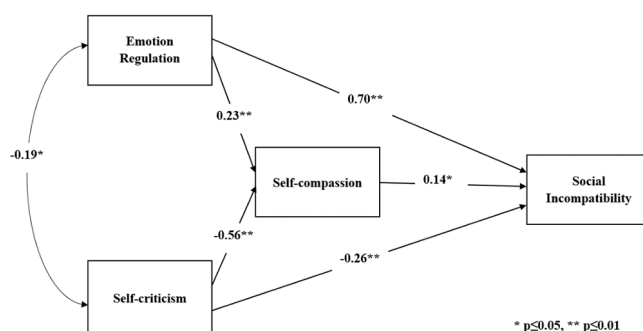 Emotion
Regulation
0.70**
0.23**
-0.19*
Self-compassion
0.14*
Social
Incompatibility
-0.56**
-0.26**
Self-criticism
* p≤0.05, ** p≤0.01